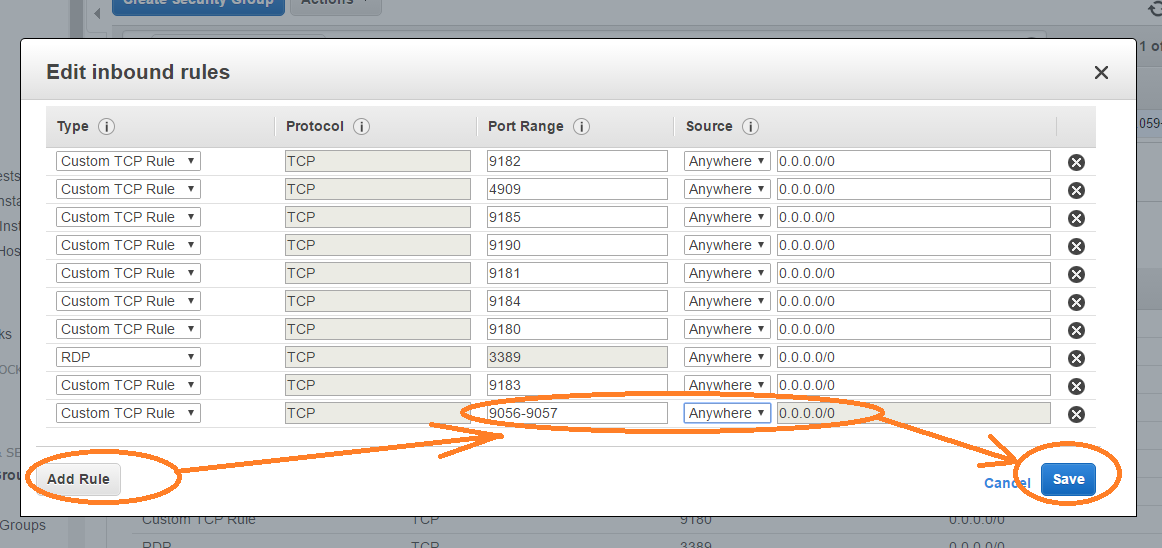 Create Security Group Actions
1 of
Edit inbound rules
Type Protocol Port Range Source
059-
Custom TCP Rule TCP 9182 Anywhere 0.0.0.0/0
ests
Custom TCP Rule TCP 4909 Anywhere 0.0.0.0/0
nsta
Custom TCP Rule TCP 9185 Anywhere 0.0.0.0/0
Inst
Custom TCP Rule TCP 9190 Anywhere 0.0.0.0/0
Hos
Custom TCP Rule TCP 9181 Anywhere 0.0.0.0/0
Custom TCP Rule TCP 9184 Anywhere 0.0.0.0/0
Custom TCP Rule TCP 9180 Anywhere 0.0.0.0/0
ks
RDP TCP 3389 Anywhere 0.0.0.0/0
OCK
Custom TCP Rule TCP 9183 Anywhere 0.0.0.0/0
Custom TCP Rule TCP 9056-9057 Anywhere 0.0.0.0/0
& SE
Grou
Add Rule Cancel Save
Groups
Custom TCP Rule TCP 9180 0.0.0.0/0
RDP TCP 3389 0.0.0.0/0